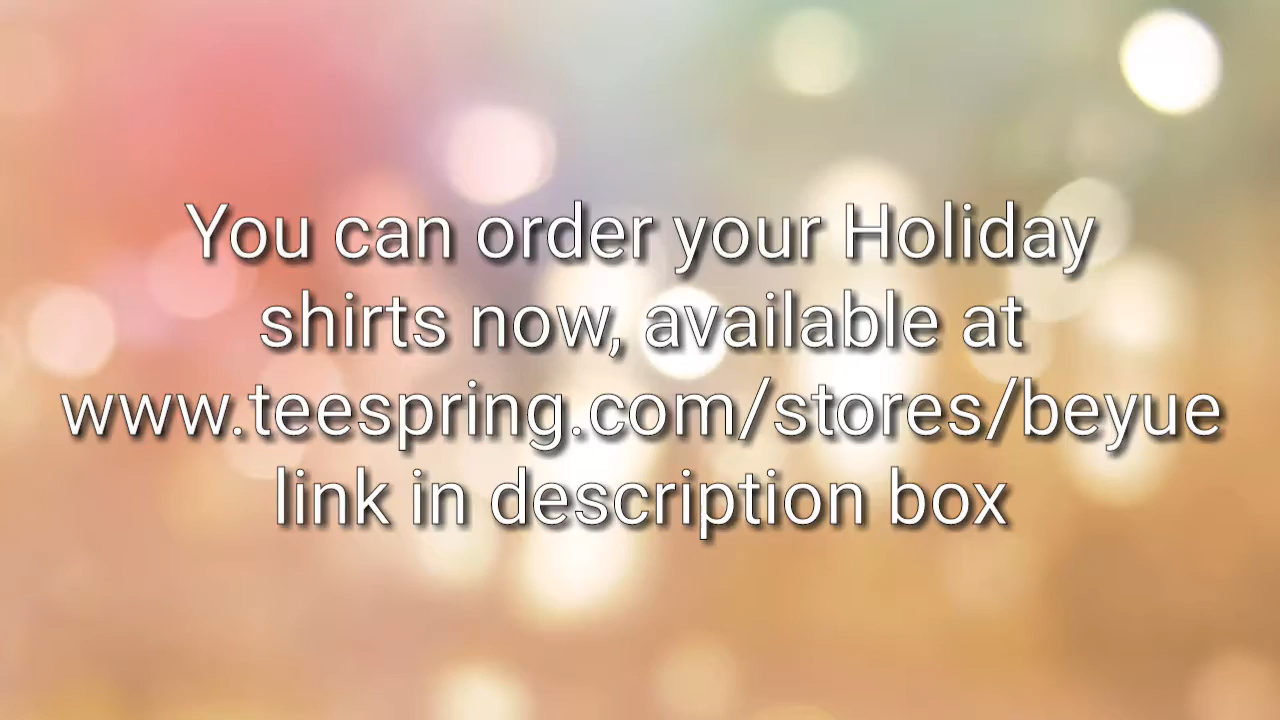 You can order your Holiday
shirts now, available at
www.teespring.com/stores/beyue
link in description box